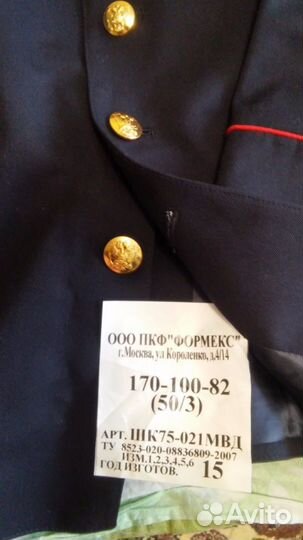 ООО ПКФ"ФОРМЕКС"
г.Москва, ул Короленко, д.4/14
170-100-82
(50/3)
АРТ. ШК75-021МВД
ТУ 8523-020-08836809-2007
ИЗМ.1,2,3,4,5,6
ГОД ИЗГОТОВ. 15
Avito